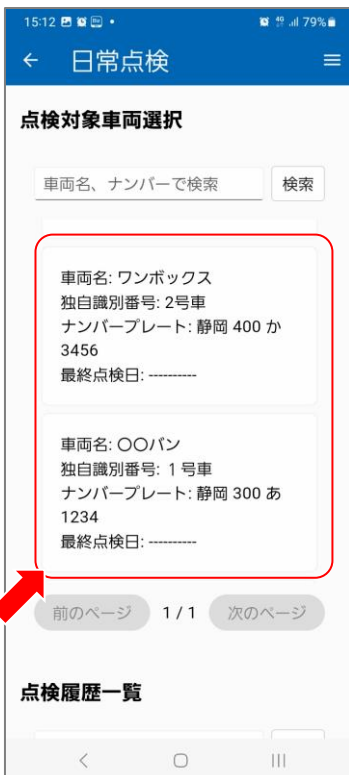 15:12
79%
日常点検
点検対象車両選択
車両名、ナンバーで検索
検索
車両名: ワンボックス
独自識別番号: 2号車
ナンバープレート: 静岡 400 か
3456
最終点検日: ----------
車両名: 〇〇バン
独自識別番号: 1号車
ナンバープレート: 静岡 300 あ
1234
最終点検日: ----------
前のページ 1 / 1 次のページ
点検履歴一覧